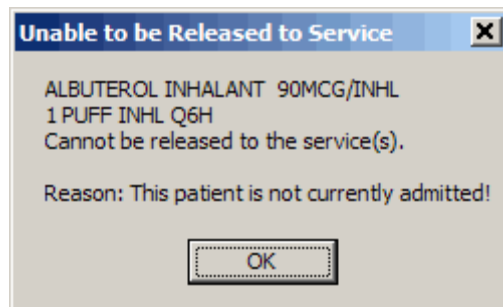 Unable to be Released to Service
ALBUTEROL INHALANT 90MCG/INHL
1 PUFF INHL Q6H
Cannot be released to the service(s).
Reason: This patient is not currently admitted!
OK